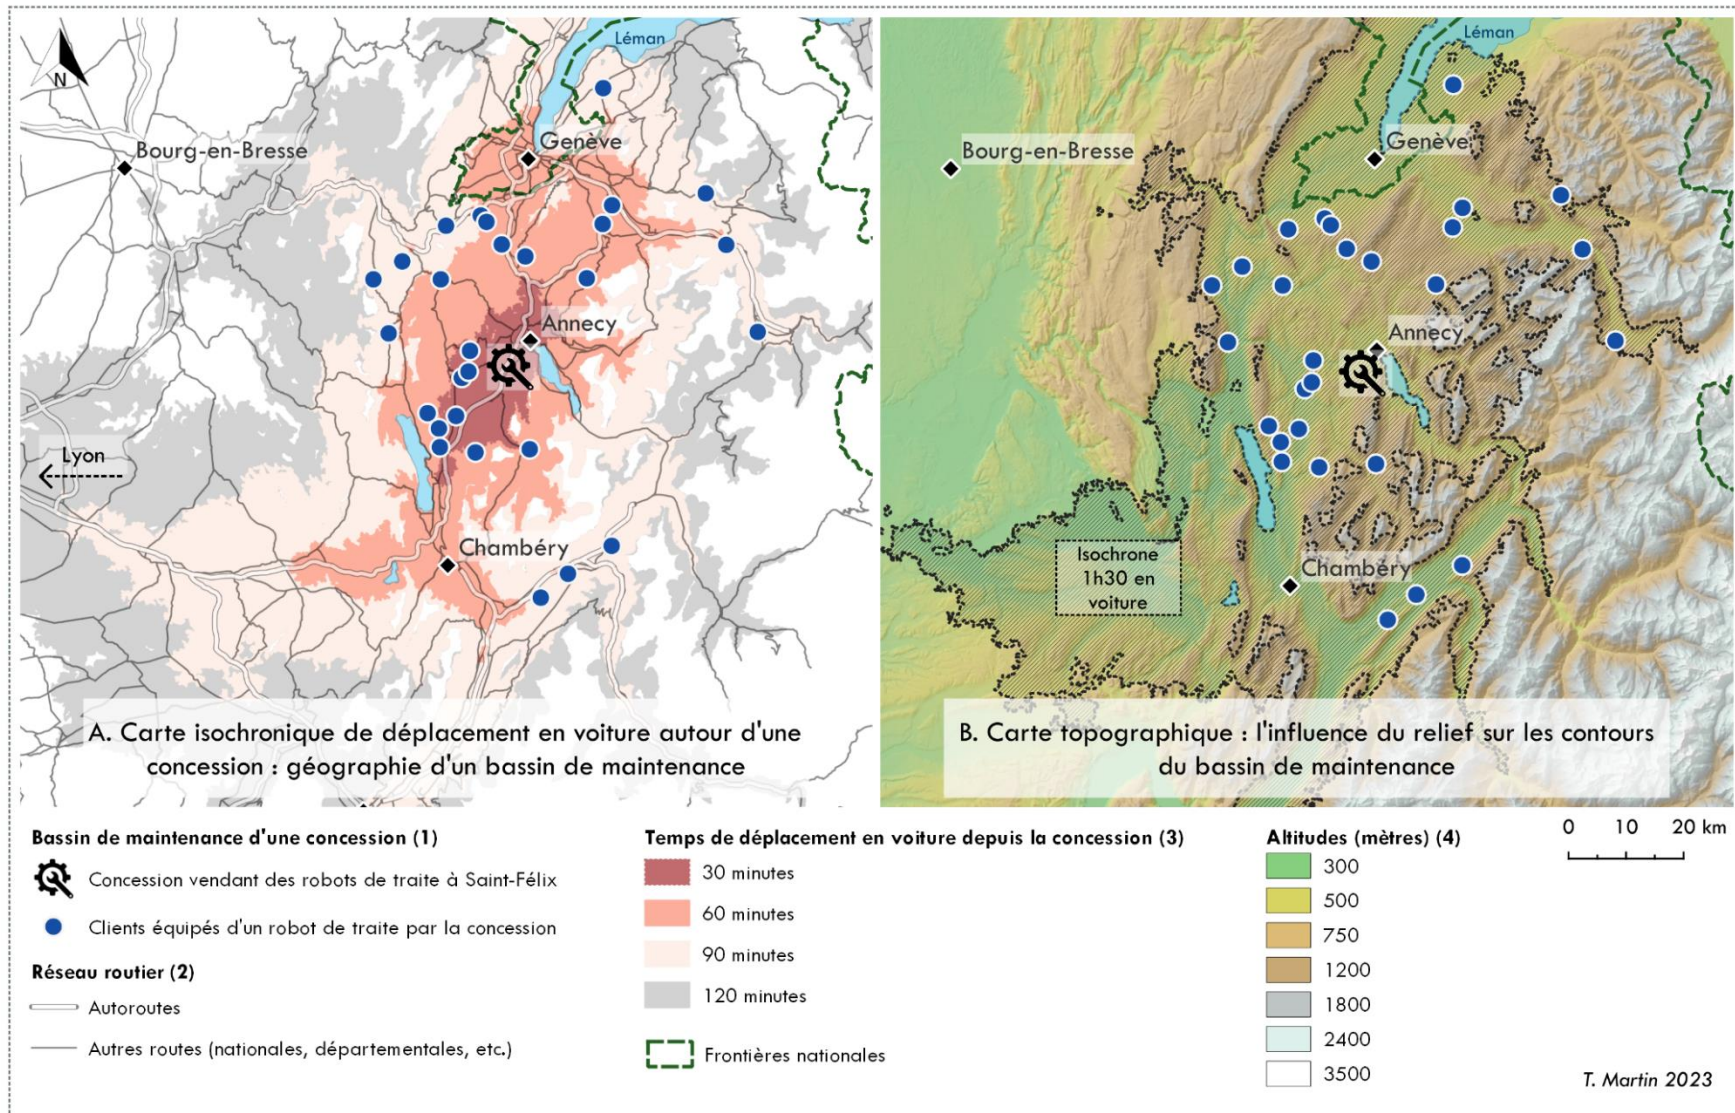 N
Léman
Genève
Bourg-en-Bresse
Annecy
Lyon
Chambéry
A. Carte isochronique de déplacement en voiture autour d'une
concession : géographie d'un bassin de maintenance
Léman
Genève
Bourg-en-Bresse
Annecy
Isochrone
1h30 en
voiture
Chambéry
B. Carte topographique : l'influence du relief sur les contours
du bassin de maintenance
Bassin de maintenance d'une concession (1)
Concession vendant des robots de traite à Saint-Félix
Clients équipés d'un robot de traite par la concession
Réseau routier (2)
Autoroutes
Autres routes (nationales, départementales, etc.)
Temps de déplacement en voiture depuis la concession (3)
30 minutes
60 minutes
90 minutes
120 minutes
Frontières nationales
Altitudes (mètres) (4)
300
500
750
1200
1800
2400
3500
0 10 20 km
T. Martin 2023